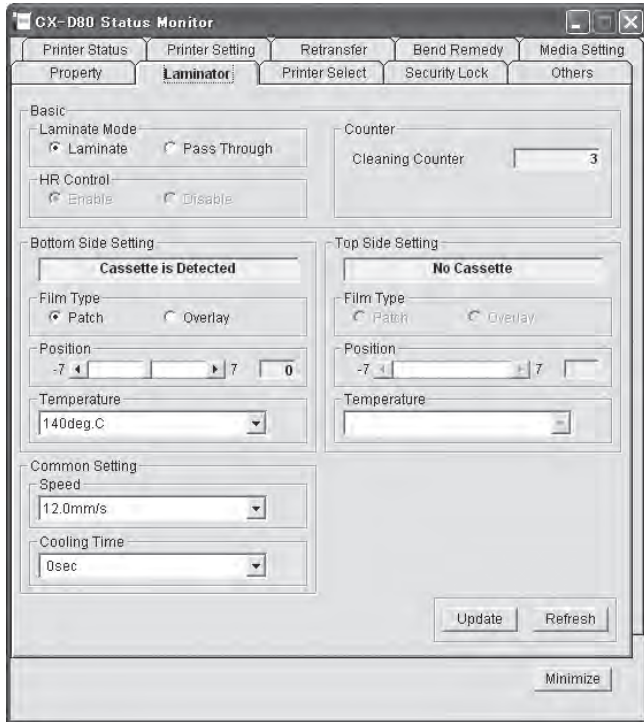 CX-D80 Status Monitor
Printer Status Printer Setting Retransfer Bend Remedy Media Setting
Property Laminator Printer Select Security Lock Others
Basic
Laminate Mode
Laminate Pass Through
HR Control
Enable Disable
Counter
Cleaning Counter 3
Bottom Side Setting
Cassette is Detected
Film Type
Patch Overlay
Position
-7 7 0
Temperature
140deg.C
Top Side Setting
No Cassette
Film Type
Patch Overlay
Position
-7 7
Temperature
Common Setting
Speed
12.0mm/s
Cooling Time
0sec
Update Refresh
Minimize